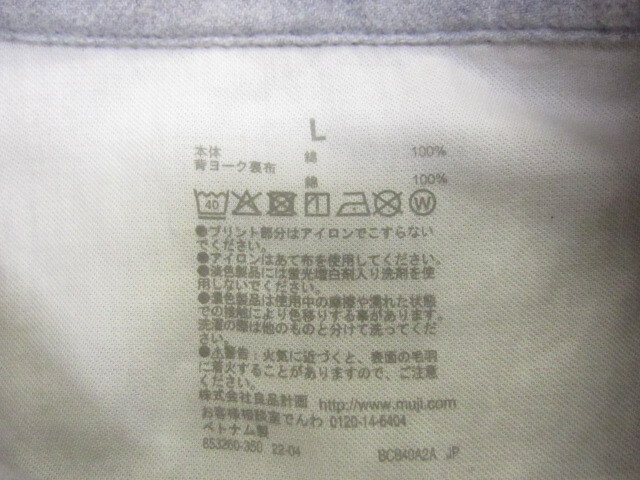 L
本体 綿 100%
背ヨーク裏布 綿 100%
40 W
●プリント部分はアイロンでこすらない
でください。
●アイロンはあて布を使用してください。
●淡色製品には蛍光増白剤入り洗剤を使
用しないでください。
●濃色製品は使用中の摩擦や濡れた状態
での接触により色移りする事があります。
洗濯の際は他のものと分けて洗ってくだ
さい。
●⚠警告：火気に近づくと、表面の毛羽
に着火することがありますので、ご注意
ください。
株式会社良品計画 http://www.muji.com
お客様相談室でんわ 0120-14-6404
ベトナム製
853260-350 22-04 BCB40A2A JP